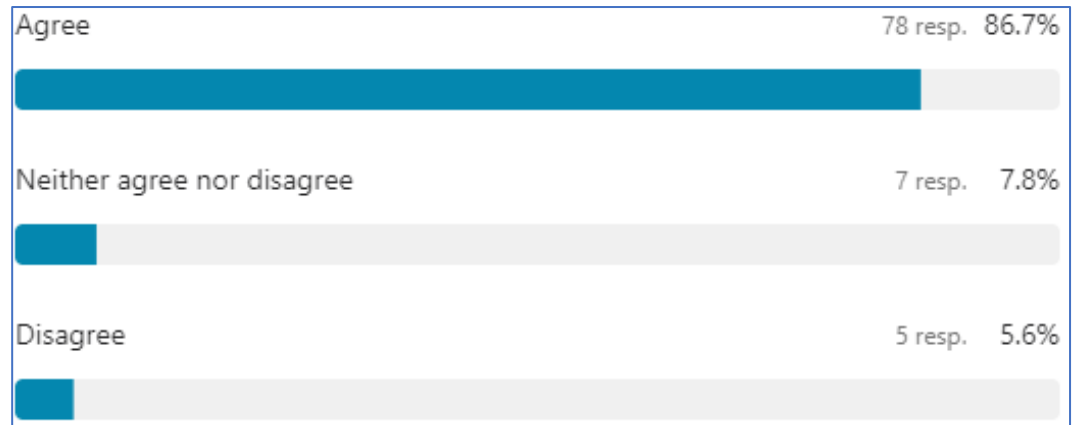 Agree 78 resp. 86.7%
Neither agree nor disagree 7 resp. 7.8%
Disagree 5 resp. 5.6%